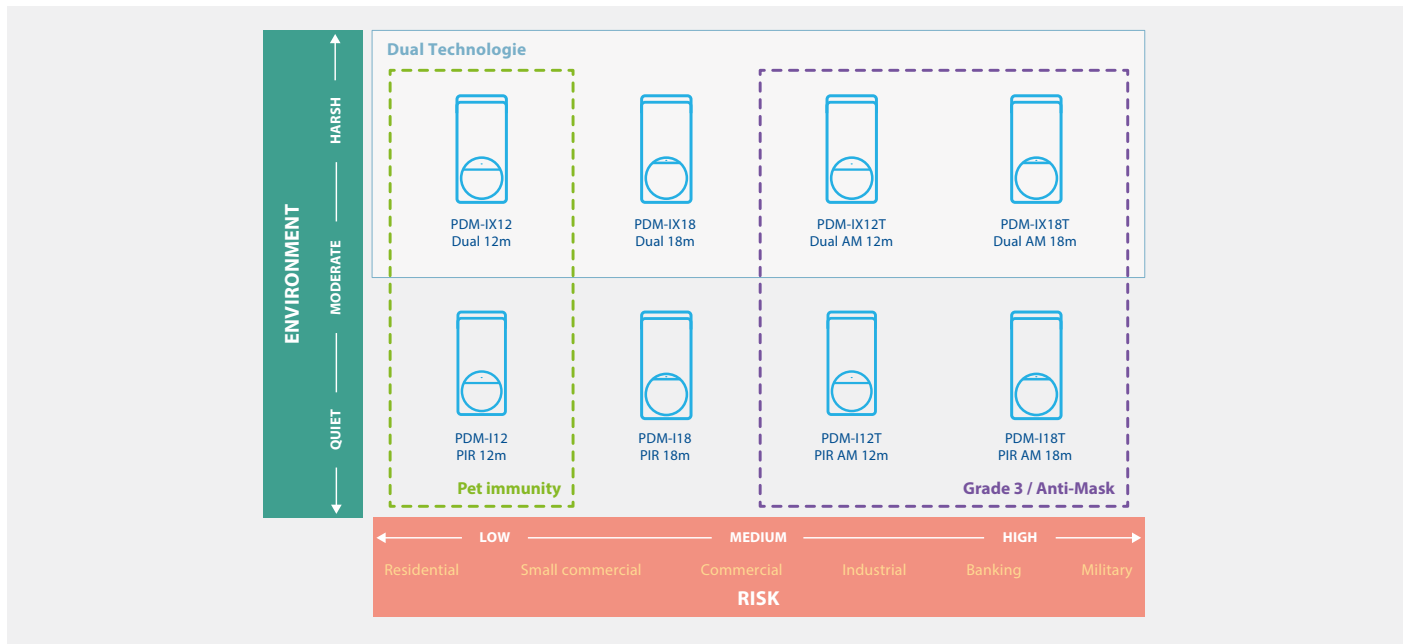 Dual Technologie
PDM-IX12
Dual 12m
PDM-IX18
Dual 18m
PDM-IX12T
Dual AM 12m
PDM-IX18T
Dual AM 18m
PDM-I12
PIR 12m
PDM-I18
PIR 18m
PDM-I12T
PIR AM 12m
PDM-I18T
PIR AM 18m
Pet immunity
Grade 3 / Anti-Mask
ENVIRONMENT
HARSH
MODERATE
QUIET
LOW
MEDIUM
HIGH
Residential
Small commercial
Commercial
Industrial
Banking
Military
RISK